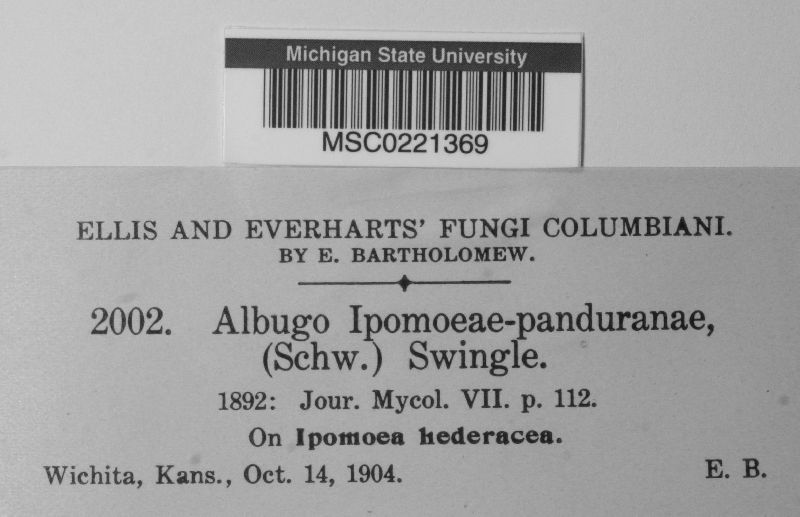 Michigan State University
MSC0221369
ELLIS AND EVERHARTS' FUNGI COLUMBIANI.
BY E. BARTHOLOMEW.
2002. Albugo Ipomoeae-panduranae,
(Schw.) Swingle.
1892: Jour. Mycol. VII. p. 112.
On Ipomoea hederacea.
Wichita, Kans., Oct. 14, 1904. E. B.